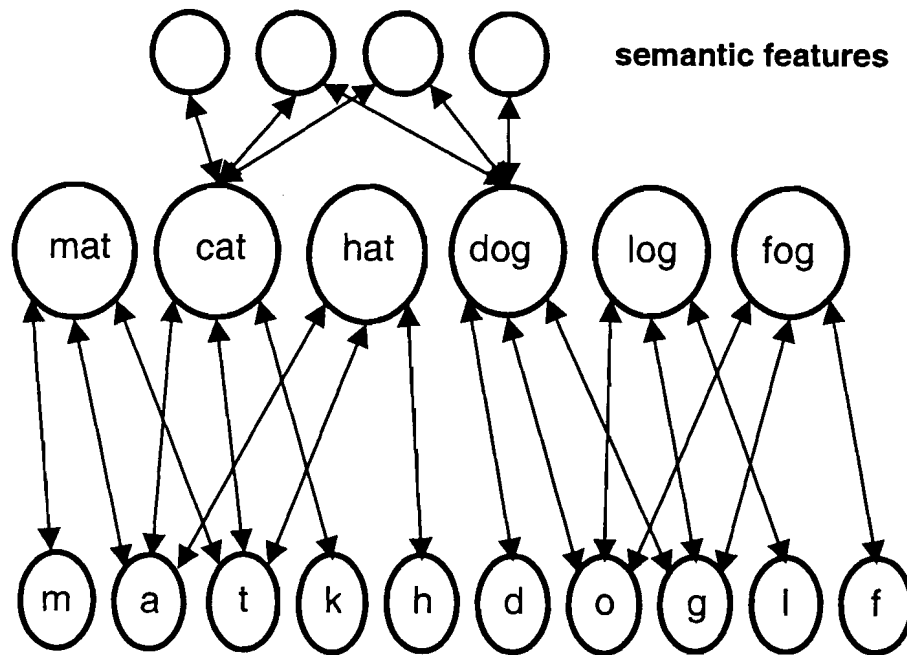 semantic features
mat cat hat dog log fog
m a t k h d o g l f